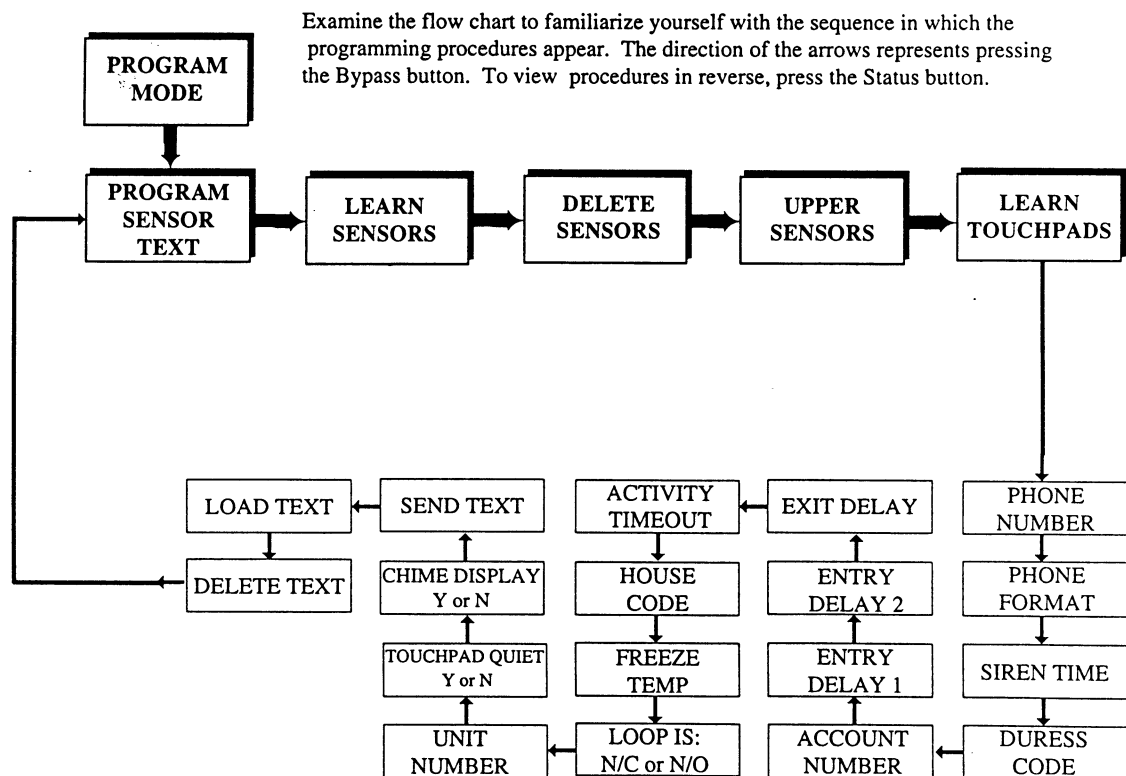 Examine the flow chart to familiarize yourself with the sequence in which the
programming procedures appear. The direction of the arrows represents pressing
the Bypass button. To view procedures in reverse, press the Status button.
PROGRAM
MODE
PROGRAM
SENSOR
TEXT
LEARN
SENSORS
DELETE
SENSORS
UPPER
SENSORS
LEARN
TOUCHPADS
PHONE
NUMBER
PHONE
FORMAT
SIREN TIME
DURESS
CODE
ACCOUNT
NUMBER
ENTRY
DELAY 1
ENTRY
DELAY 2
EXIT DELAY
ACTIVITY
TIMEOUT
HOUSE
CODE
FREEZE
TEMP
LOOP IS:
N/C or N/O
UNIT
NUMBER
TOUCHPAD QUIET
Y or N
CHIME DISPLAY
Y or N
SEND TEXT
LOAD TEXT
DELETE TEXT